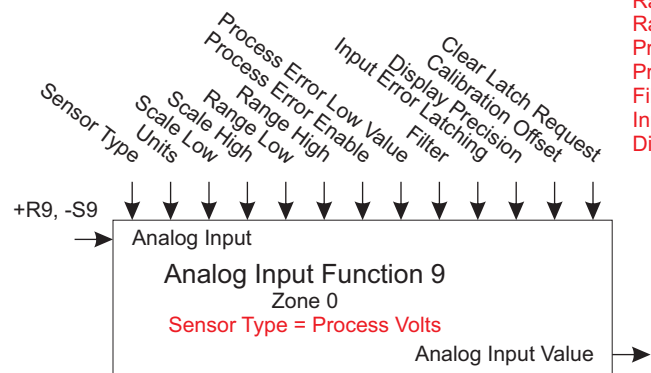 Sensor Type
Units
Scale Low
Scale High
Range Low
Range High
Process Error Enable
Process Error Low Value
Filter
Input Error Latching
Display Precision
Calibration Offset
Clear Latch Request
+R9, -S9
Analog Input
Analog Input Function 9
Zone 0
Sensor Type = Process Volts
Analog Input Value